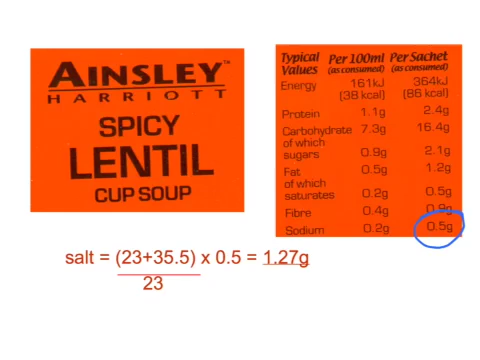 AINSLEY™
HARRIOTT
SPICY
LENTIL
CUP SOUP
Typical Values Per 100ml (as consumed) Per Sachet (as consumed)
Energy 161kJ (38 kcal) 364kJ (86 kcal)
Protein 1.1g 2.4g
Carbohydrate 7.3g 16.4g
of which sugars 0.9g 2.1g
Fat 0.5g 1.2g
of which saturates 0.2g 0.5g
Fibre 0.4g 0.9g
Sodium 0.2g 0.5g
salt = (23+35.5) x 0.5 = 1.27g
23